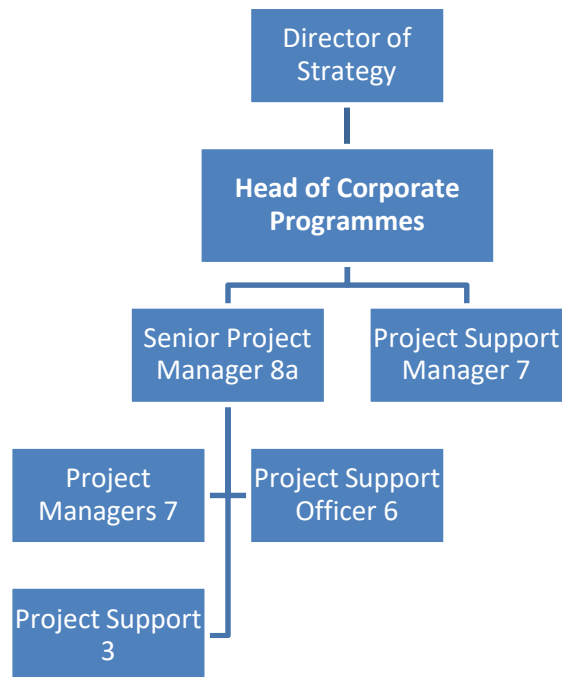 Director of
Strategy
Head of Corporate
Programmes
Senior Project
Manager 8a
Project Support
Manager 7
Project
Managers 7
Project Support
Officer 6
Project Support
3